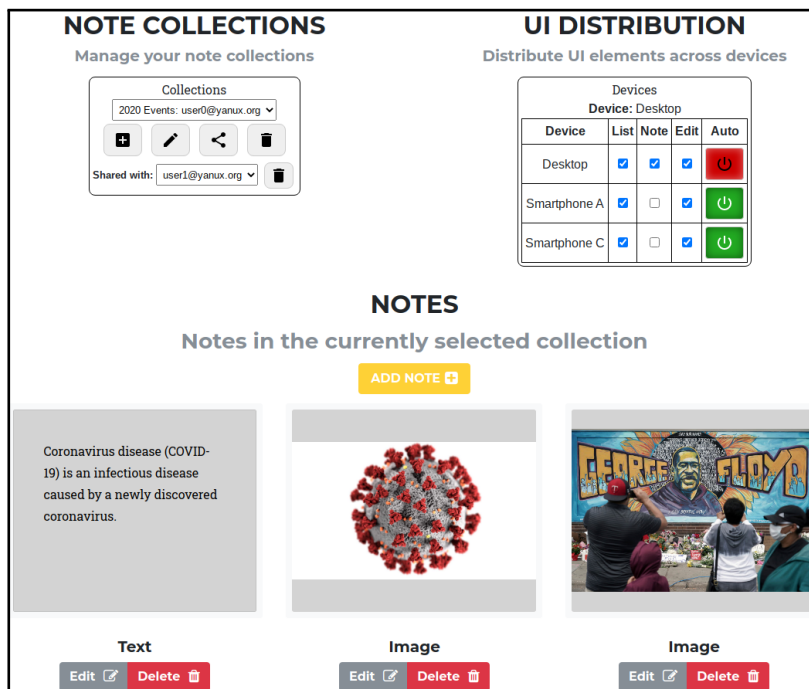 NOTE COLLECTIONS
Manage your note collections
Collections
2020 Events: user0@yanux.org
Shared with: user1@yanux.org
UI DISTRIBUTION
Distribute UI elements across devices
Devices
Device: Desktop
Device List Note Edit Auto
Desktop
Smartphone A
Smartphone C
NOTES
Notes in the currently selected collection
ADD NOTE
Coronavirus disease (COVID-
19) is an infectious disease
caused by a newly discovered
coronavirus.
GEORGE FLOYD
Text
Edit Delete
Image
Edit Delete
Image
Edit Delete